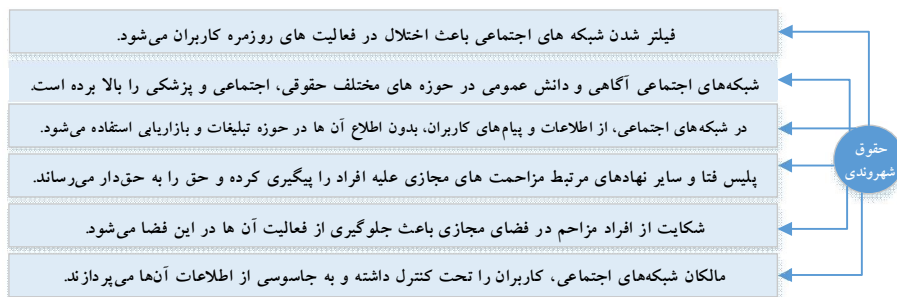 فیلتر شدن شبکه های اجتماعی باعث اختلال در فعالیت های روزمره کاربران می‌شود.
شبکه‌های اجتماعی آگاهی و دانش عمومی در حوزه های مختلف حقوقی، اجتماعی و پزشکی را بالا برده است.
در شبکه‌های اجتماعی، از اطلاعات و پیام‌های کاربران، بدون اطلاع آن ها در حوزه تبلیغات و بازاریابی استفاده می‌شود.
حقوق
شهروندی
پلیس فتا و سایر نهادهای مرتبط مزاحمت های مجازی علیه افراد را پیگیری کرده و حق را به حق‌دار می‌رساند.
شکایت از افراد مزاحم در فضای مجازی باعث جلوگیری از فعالیت آن ها در این فضا می‌شود.
مالکان شبکه‌های اجتماعی، کاربران را تحت کنترل داشته و به جاسوسی از اطلاعات آن‌ها می‌پردازند.